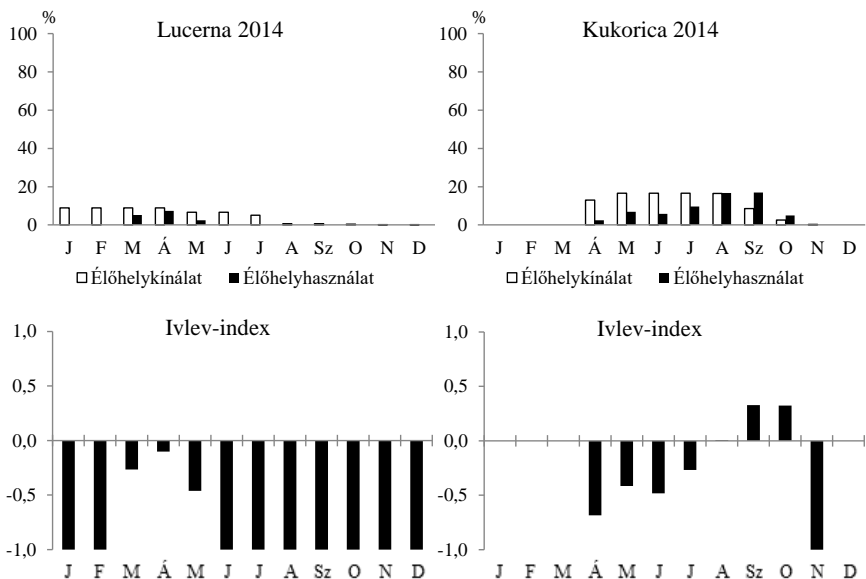 %
Lucerna 2014
100
80
60
40
20
0
J F M Á M J J A Sz O N D
Élőhelykínálat Élőhelyhasználat
%
Kukorica 2014
100
80
60
40
20
0
J F M Á M J J A Sz O N D
Élőhelykínálat Élőhelyhasználat
Ivlev-index
1,0
0,5
0,0
-0,5
-1,0
J F M Á M J J A Sz O N D
Ivlev-index
1,0
0,5
0,0
-0,5
-1,0
J F M Á M J J A Sz O N D